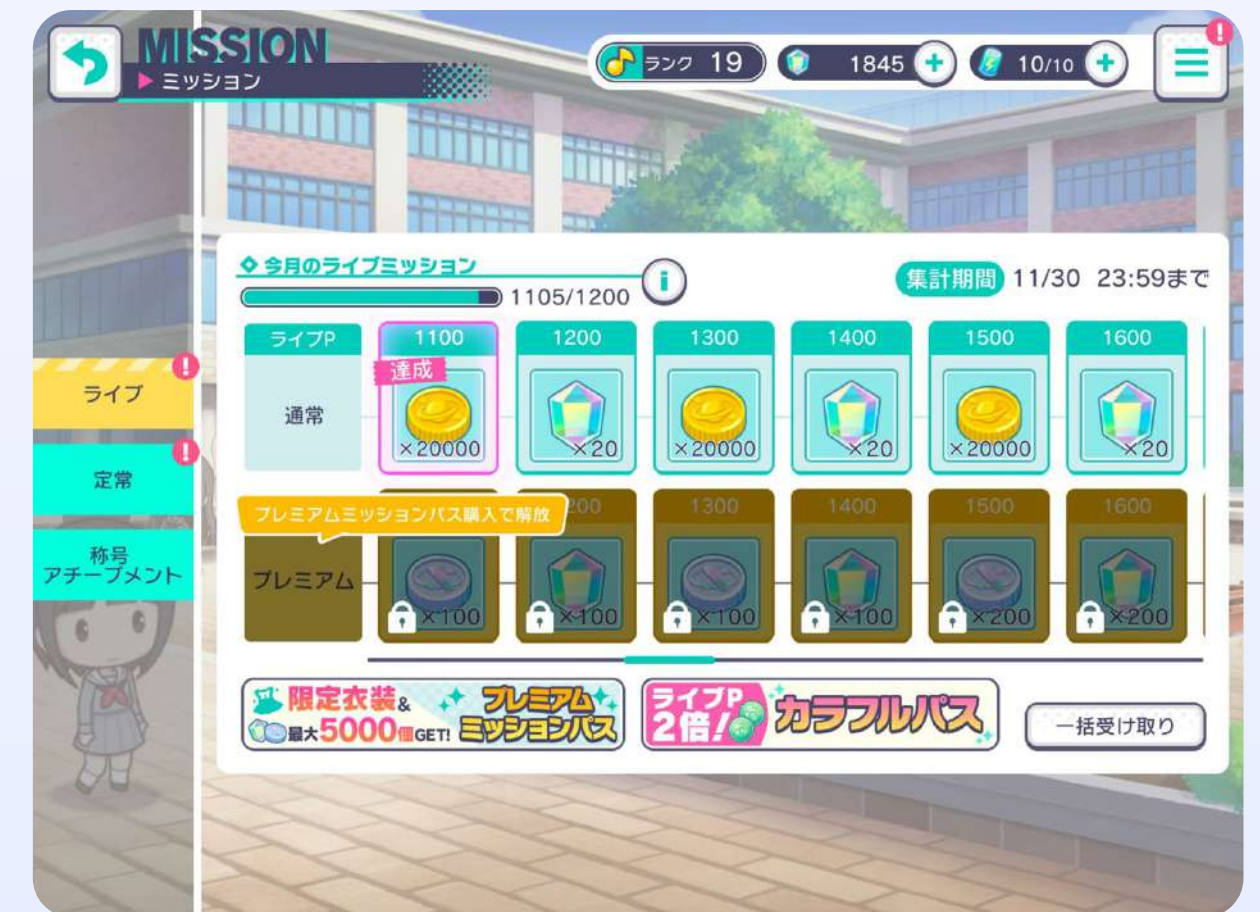 MISSION
ミッション
ランク 19
1845
10/10
今月のライブミッション
1105/1200
集計期間 11/30 23:59まで
ライブP 1100 1200 1300 1400 1500 1600
達成
通常
×20000 ×20 ×20000 ×20 ×20000 ×20
ライブ
定常
称号
アチーブメント
プレミアムミッションパス購入で解放
200 1300 1400 1500 1600
プレミアム
×100 ×100 ×100 ×100 ×200 ×200
限定衣装&
最大5000個GET!
プレミアム
ミッションパス
ライブP
2倍!
カラフルパス
一括受け取り